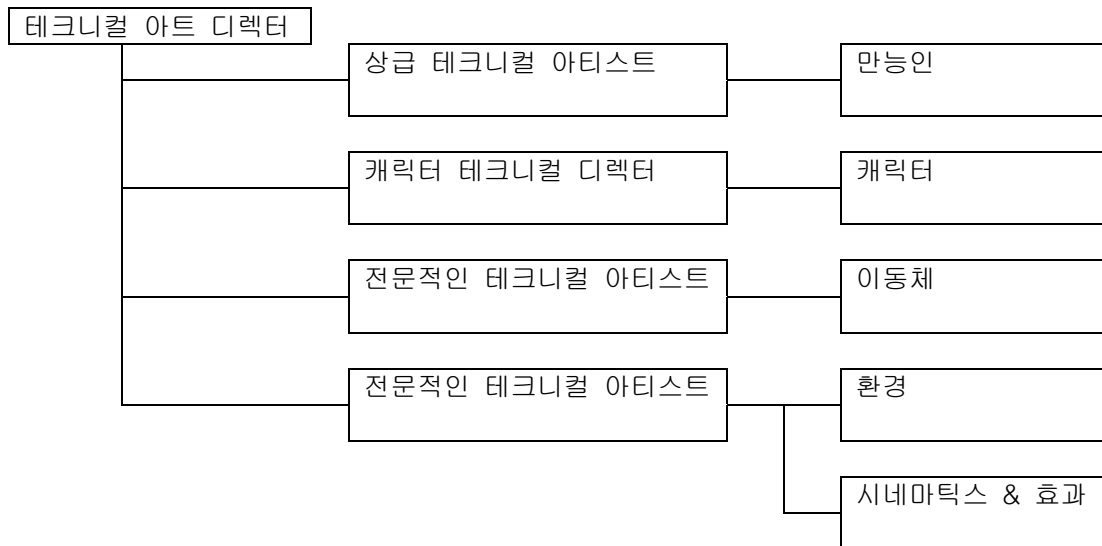 테크니컬 아트 디렉터
상급 테크니컬 아티스트
만능인
캐릭터 테크니컬 디렉터
캐릭터
전문적인 테크니컬 아티스트
이동체
전문적인 테크니컬 아티스트
환경
시네마틱스 & 효과